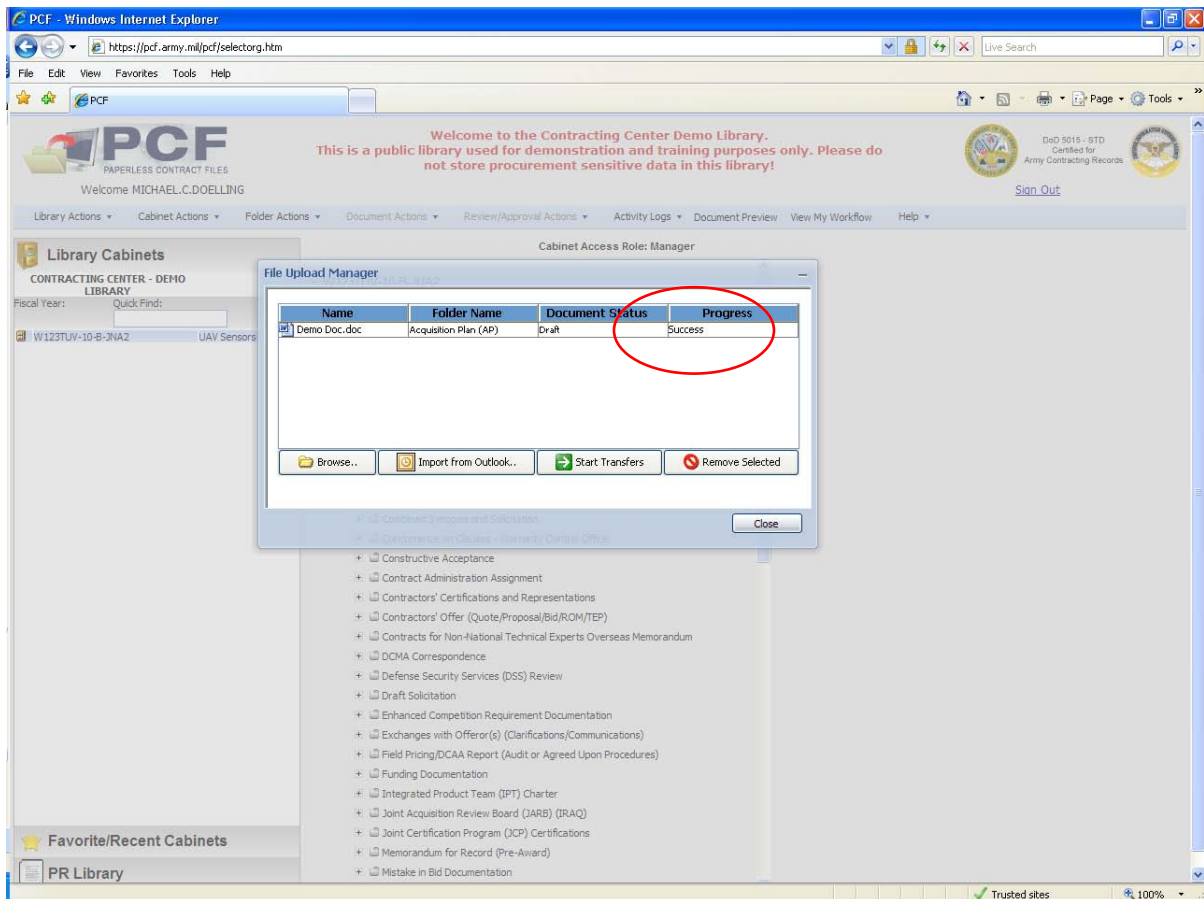 PCF - Windows Internet Explorer
https://pcf.army.mil/pcf/selectorg.htm
Live Search
File Edit View Favorites Tools Help
PCF
Page Tools
PCF
PAPERLESS CONTRACT FILES
Welcome MICHAEL.C.DOELLING
Welcome to the Contracting Center Demo Library.
This is a public library used for demonstration and training purposes only. Please do
not store procurement sensitive data in this library!
DoD 5015 - STD
Certified for
Army Contracting Records
Sign Out
Library Actions Cabinet Actions Folder Actions Document Actions Review/Approval Actions Activity Logs Document Preview View My Workflow Help
Library Cabinets
CONTRACTING CENTER - DEMO
LIBRARY
Fiscal Year: Quick Find:
W123TUV-10-B-JNA2 UAV Sensors
Cabinet Access Role: Manager
File Upload Manager
Name Folder Name Document Status Progress
Demo Doc.doc Acquisition Plan (AP) Draft Success
Browse.. Import from Outlook.. Start Transfers Remove Selected
Close
+ Combined Synopsis and Solicitation
+ Concurrence on Clauses - Warranty Control Office
+ Constructive Acceptance
+ Contract Administration Assignment
+ Contractors' Certifications and Representations
+ Contractors' Offer (Quote/Proposal/Bid/ROM/TEP)
+ Contracts for Non-National Technical Experts Overseas Memorandum
+ DCMA Correspondence
+ Defense Security Services (DSS) Review
+ Draft Solicitation
+ Enhanced Competition Requirement Documentation
+ Exchanges with Offeror(s) (Clarifications/Communications)
+ Field Pricing/DCAA Report (Audit or Agreed Upon Procedures)
+ Funding Documentation
+ Integrated Product Team (IPT) Charter
+ Joint Acquisition Review Board (JARB) (IRAQ)
+ Joint Certification Program (JCP) Certifications
+ Memorandum for Record (Pre-Award)
+ Mistake in Bid Documentation
Favorite/Recent Cabinets
PR Library
Trusted sites 100%